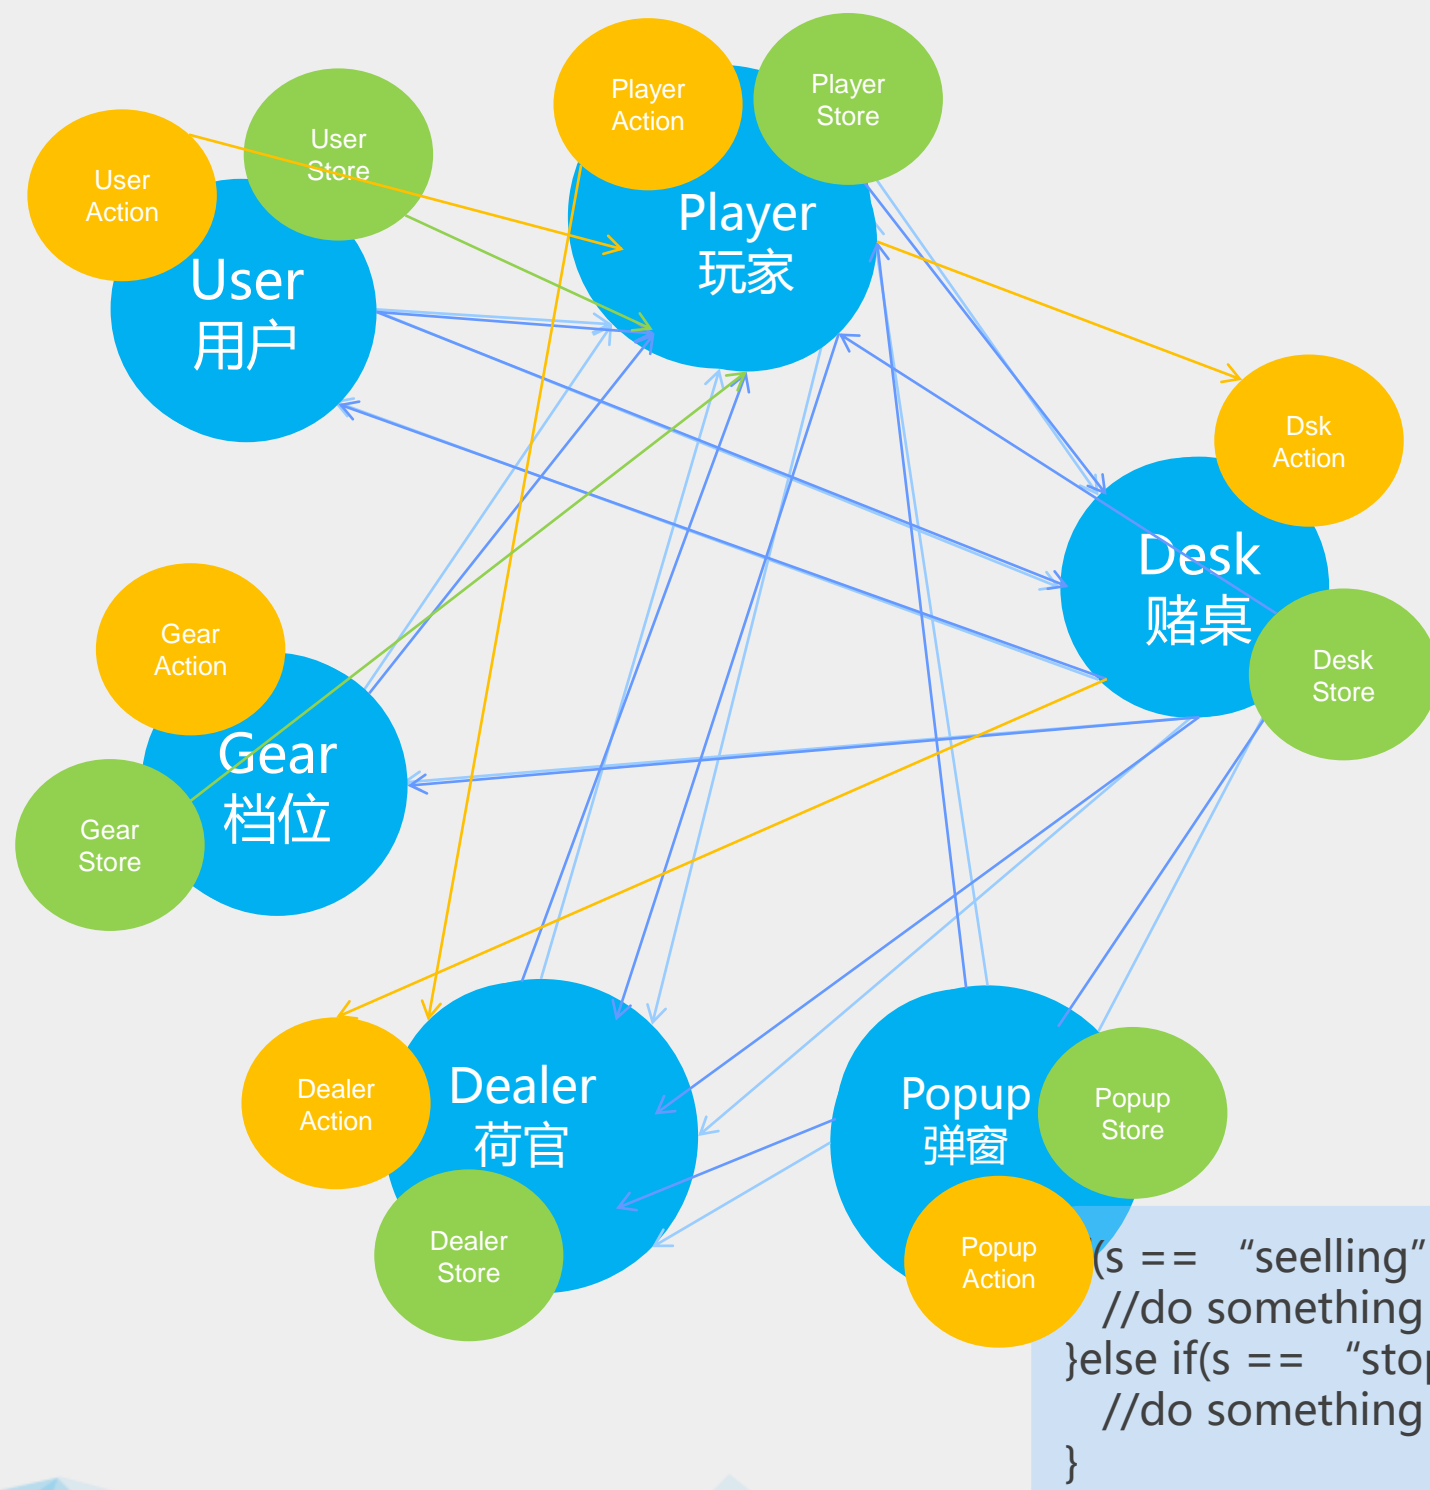 Player
Action
Player
Store
User
Store
User
Action
Player
玩家
User
用户
Dsk
Action
Desk
赌桌
Desk
Store
Gear
Action
Gear
档位
Gear
Store
Dealer
荷官
Dealer
Action
Dealer
Store
Popup
弹窗
Popup
Store
Popup
Action
(s == “seelling”
//do something
}else if(s == “stop
//do something
}